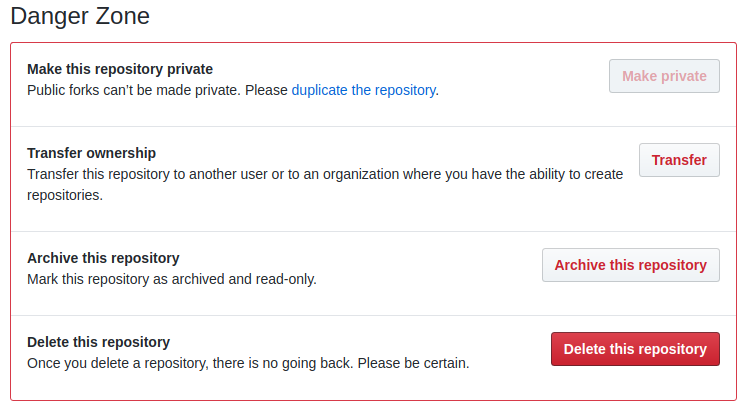 Danger Zone
Make this repository private
Make private
Public forks can’t be made private. Please duplicate the repository.
Transfer ownership
Transfer
Transfer this repository to another user or to an organization where you have the ability to create
repositories.
Archive this repository
Archive this repository
Mark this repository as archived and read-only.
Delete this repository
Delete this repository
Once you delete a repository, there is no going back. Please be certain.